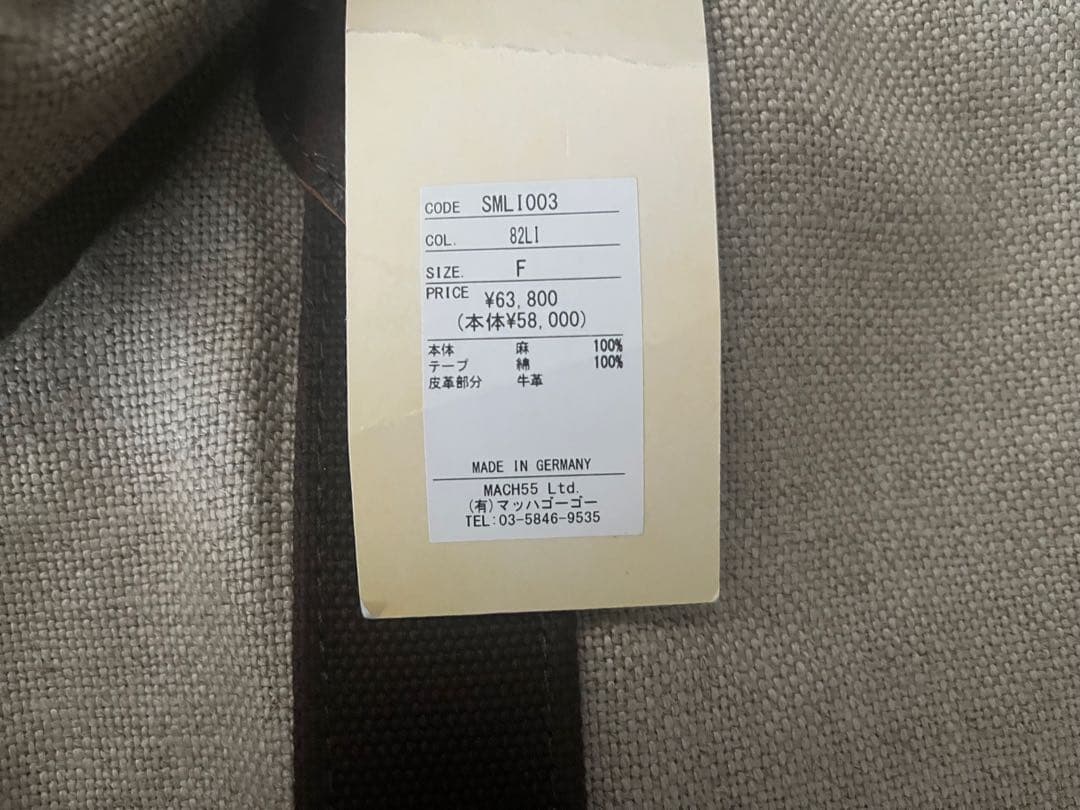 CODE SMLI003
COL. 82LI
SIZE. F
PRICE ¥63,800
(本体¥58,000)
本体 麻 100%
テープ 綿 100%
皮革部分 牛革
MADE IN GERMANY
MACH55 Ltd.
(有)マッハゴーゴー
TEL:03-5846-9535